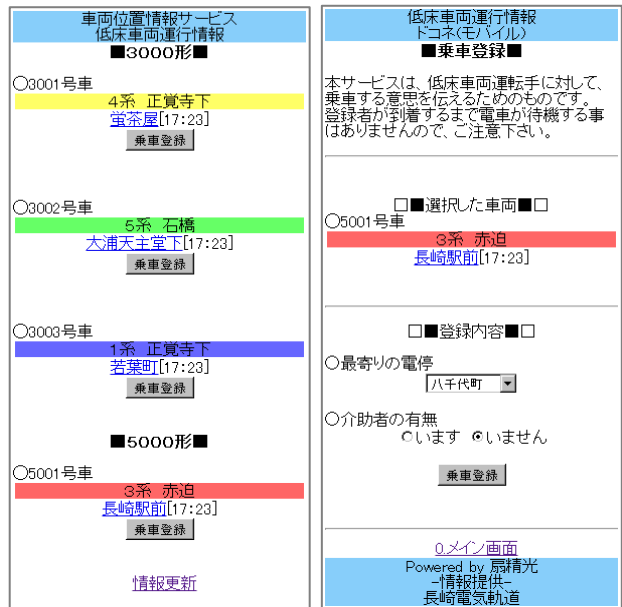 車両位置情報サービス
低床車両運行情報
■3000形■
○3001号車
4系 正覚寺下
蛍茶屋[17:23]
乗車登録
○3002号車
5系 石橋
大浦天主堂下[17:23]
乗車登録
○3003号車
1系 正覚寺下
若葉町[17:23]
乗車登録
■5000形■
○5001号車
3系 赤迫
長崎駅前[17:23]
乗車登録
情報更新
低床車両運行情報
ドコネ(モバイル)
■乗車登録■
本サービスは、低床車両運転手に対して、
乗車する意思を伝えるためのものです。
登録者が到着するまで電車が待機する事
はありませんので、ご注意下さい。
□■選択した車両■□
○5001号車
3系 赤迫
長崎駅前[17:23]
□■登録内容■□
○最寄りの電停
八千代町
○介助者の有無
います いません
乗車登録
0.メイン画面
Powered by 扇精光
-情報提供-
長崎電気軌道